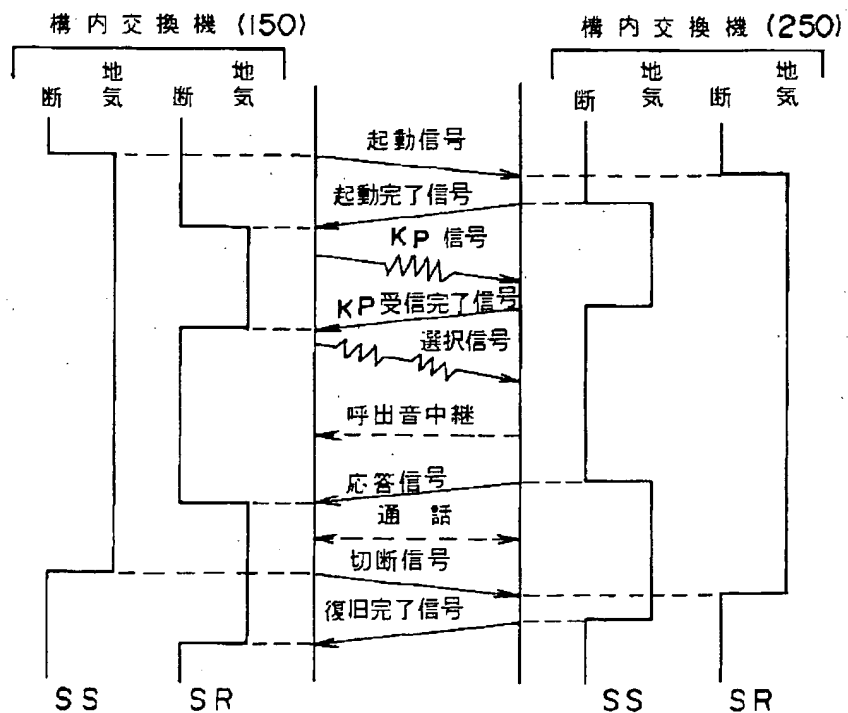 構内交換機 (150)
構内交換機 (250)
断 地気 断 地気
断 地気 断 地気
起動信号
起動完了信号
KP 信号
KP受信完了信号
選択信号
呼出音中継
応答信号
通話
切断信号
復旧完了信号
SS SR
SS SR